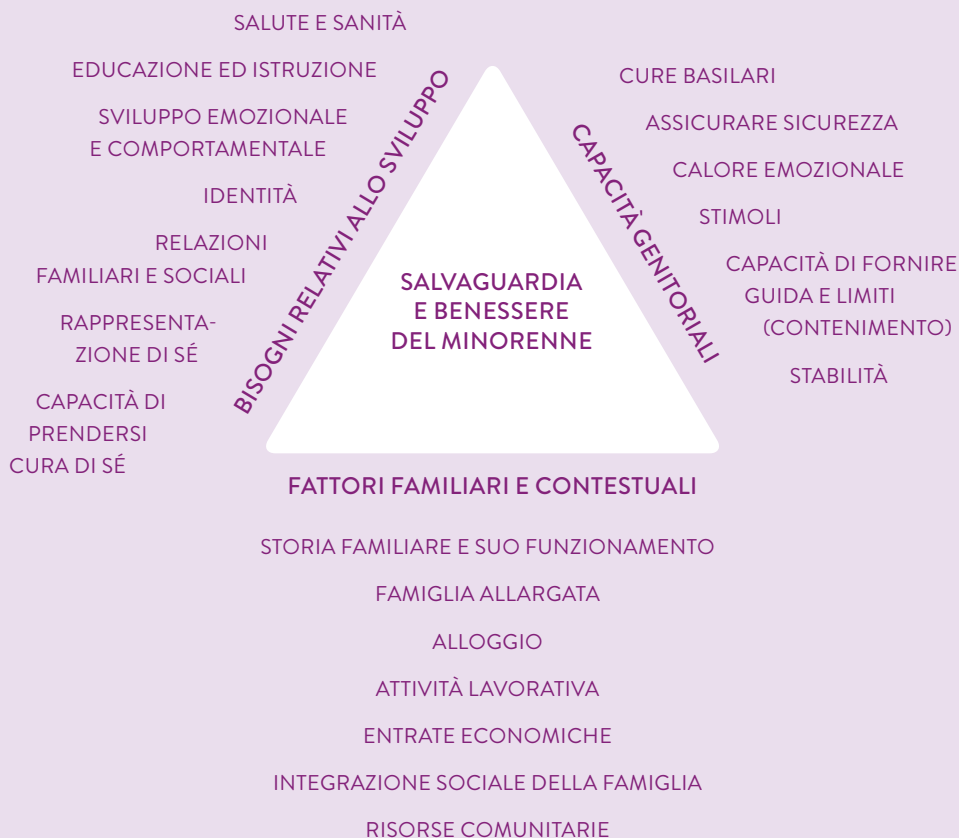 SALUTE E SANITÀ
EDUCAZIONE ED ISTRUZIONE
SVILUPPO EMOZIONALE
E COMPORTAMENTALE
IDENTITÀ
RELAZIONI
FAMILIARI E SOCIALI
RAPPRESENTA-
ZIONE DI SÉ
CAPACITÀ DI
PRENDERSI
CURA DI SÉ
BISOGNI RELATIVI ALLO SVILUPPO
SALVAGUARDIA
E BENESSERE
DEL MINORENNE
CAPACITÀ GENITORIALI
CURE BASILARI
ASSICURARE SICUREZZA
CALORE EMOZIONALE
STIMOLI
CAPACITÀ DI FORNIRE
GUIDA E LIMITI
(CONTENIMENTO)
STABILITÀ
FATTORI FAMILIARI E CONTESTUALI
STORIA FAMILIARE E SUO FUNZIONAMENTO
FAMIGLIA ALLARGATA
ALLOGGIO
ATTIVITÀ LAVORATIVA
ENTRATE ECONOMICHE
INTEGRAZIONE SOCIALE DELLA FAMIGLIA
RISORSE COMUNITARIE